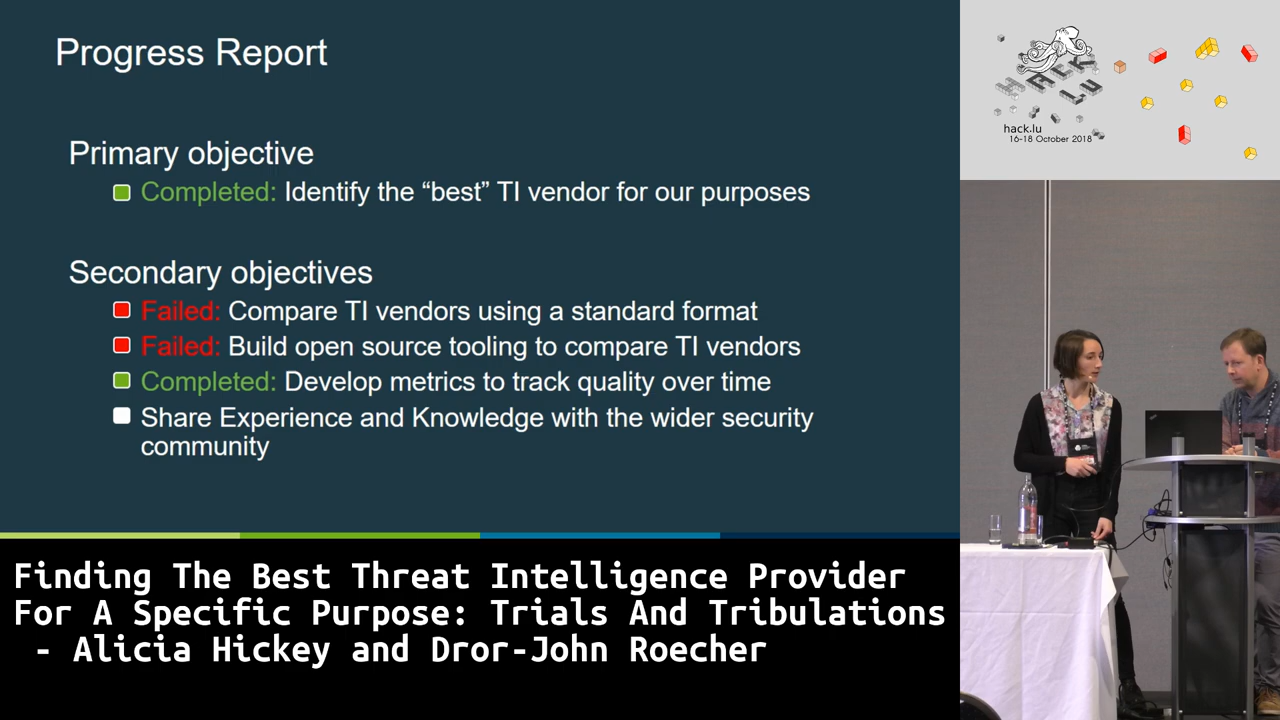 Progress Report
Primary objective
Completed: Identify the “best” TI vendor for our purposes
Secondary objectives
Failed: Compare TI vendors using a standard format
Failed: Build open source tooling to compare TI vendors
Completed: Develop metrics to track quality over time
Share Experience and Knowledge with the wider security
community
HACK
LU
hack.lu
16-18 October 2018
Finding The Best Threat Intelligence Provider
For A Specific Purpose: Trials And Tribulations
- Alicia Hickey and Dror-John Roecher